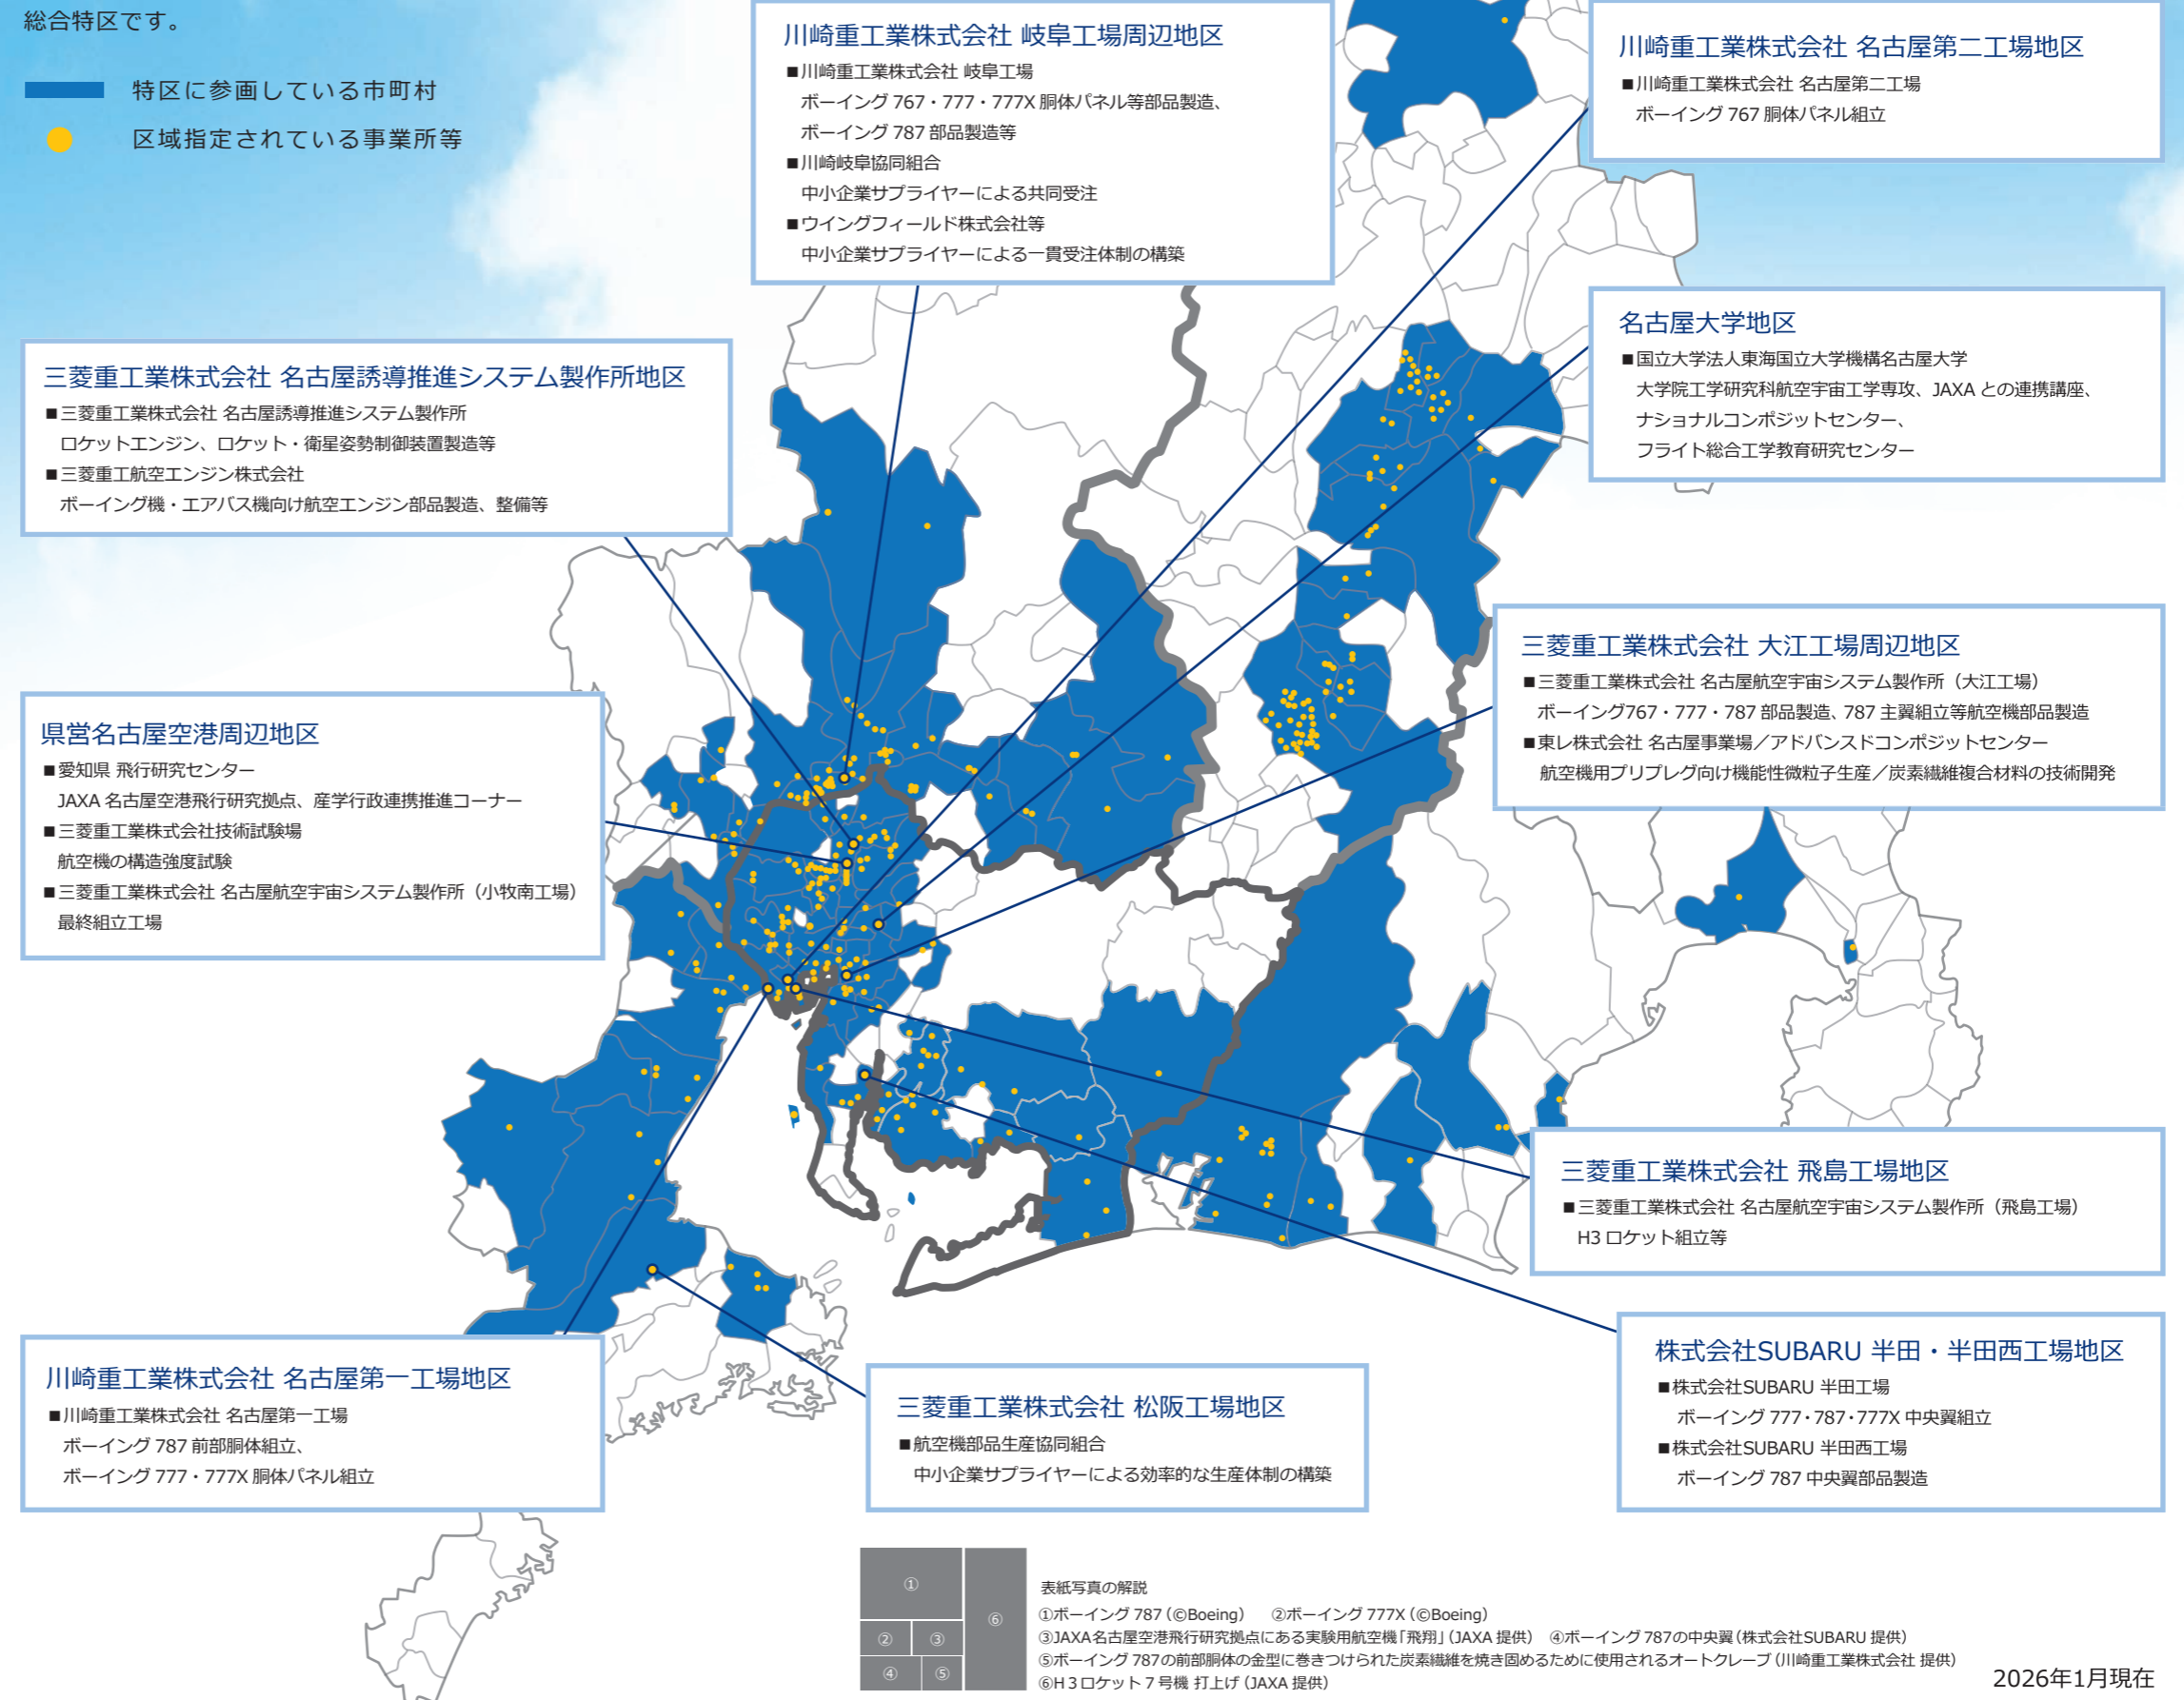 総合特区です。
特区に参画している市町村
区域指定されている事業所等
川崎重工業株式会社 岐阜工場周辺地区
■川崎重工業株式会社 岐阜工場
ボーイング 767・777・777X 胴体パネル等部品製造、
ボーイング 787 部品製造等
■川崎岐阜協同組合
中小企業サプライヤーによる共同受注
■ウイングフィールド株式会社等
中小企業サプライヤーによる一貫受注体制の構築
川崎重工業株式会社 名古屋第二工場地区
■川崎重工業株式会社 名古屋第二工場
ボーイング 767 胴体パネル組立
名古屋大学地区
■国立大学法人東海国立大学機構名古屋大学
大学院工学研究科航空宇宙工学専攻、JAXA との連携講座、
ナショナルコンポジットセンター、
フライト総合工学教育研究センター
三菱重工業株式会社 名古屋誘導推進システム製作所地区
■三菱重工業株式会社 名古屋誘導推進システム製作所
ロケットエンジン、ロケット・衛星姿勢制御装置製造等
■三菱重工航空エンジン株式会社
ボーイング機・エアバス機向け航空エンジン部品製造、整備等
三菱重工業株式会社 大江工場周辺地区
■三菱重工業株式会社 名古屋航空宇宙システム製作所（大江工場）
ボーイング767・777・787 部品製造、787 主翼組立等航空機部品製造
■東レ株式会社 名古屋事業場／アドバンスドコンポジットセンター
航空機用プリプレグ向け機能性微粒子生産／炭素繊維複合材料の技術開発
県営名古屋空港周辺地区
■愛知県 飛行研究センター
JAXA 名古屋空港飛行研究拠点、産学行政連携推進コーナー
■三菱重工業株式会社技術試験場
航空機の構造強度試験
■三菱重工業株式会社 名古屋航空宇宙システム製作所（小牧南工場）
最終組立工場
三菱重工業株式会社 飛島工場地区
■三菱重工業株式会社 名古屋航空宇宙システム製作所（飛島工場）
H3 ロケット組立等
川崎重工業株式会社 名古屋第一工場地区
■川崎重工業株式会社 名古屋第一工場
ボーイング 787 前部胴体組立、
ボーイング 777・777X 胴体パネル組立
三菱重工業株式会社 松阪工場地区
■航空機部品生産協同組合
中小企業サプライヤーによる効率的な生産体制の構築
株式会社SUBARU 半田・半田西工場地区
■株式会社SUBARU 半田工場
ボーイング 777・787・777X 中央翼組立
■株式会社SUBARU 半田西工場
ボーイング 787 中央翼部品製造
①
②
③
④
⑤
⑥
表紙写真の解説
①ボーイング 787（©Boeing） ②ボーイング 777X（©Boeing）
③JAXA名古屋空港飛行研究拠点にある実験用航空機「飛翔」（JAXA 提供） ④ボーイング 787の中央翼（株式会社SUBARU 提供）
⑤ボーイング 787の前部胴体の金型に巻きつけられた炭素繊維を焼き固めるために使用されるオートクレーブ（川崎重工業株式会社 提供）
⑥H３ロケット７号機 打上げ（JAXA 提供）
2026年1月現在